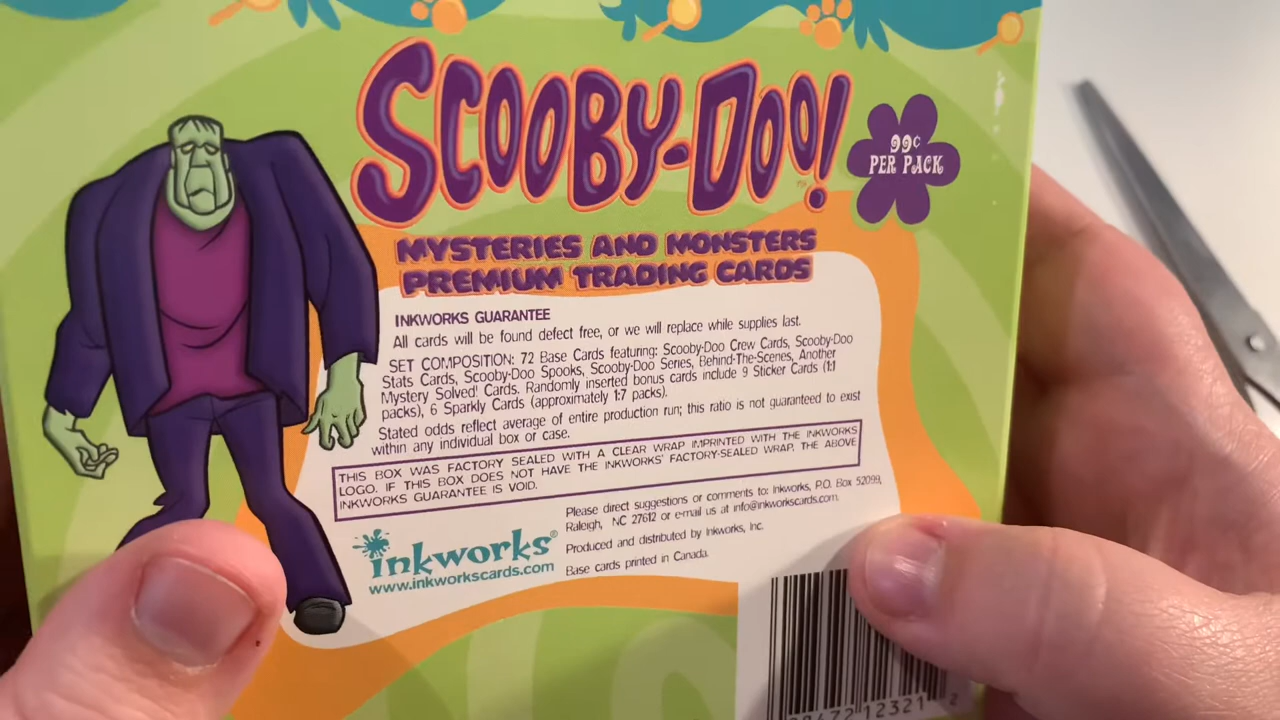 SCOOBY-DOO!
99¢
PER PACK
MYSTERIES AND MONSTERS
PREMIUM TRADING CARDS
INKWORKS GUARANTEE
All cards will be found defect free, or we will replace while supplies last.
SET COMPOSITION: 72 Base Cards featuring: Scooby-Doo Crew Cards, Scooby-Doo
Stats Cards, Scooby-Doo Spooks, Scooby-Doo Series, Behind-The-Scenes, Another
Mystery Solved! Cards. Randomly inserted bonus cards include 9 Sticker Cards (1:1
packs), 6 Sparkly Cards (approximately 1:7 packs).
Stated odds reflect average of entire production run; this ratio is not guaranteed to exist
within any individual box or case.
THIS BOX WAS FACTORY SEALED WITH A CLEAR WRAP IMPRINTED WITH THE INKWORKS
LOGO. IF THIS BOX DOES NOT HAVE THE INKWORKS' FACTORY-SEALED WRAP, THE ABOVE
INKWORKS GUARANTEE IS VOID.
inkworks®
www.inkworkscards.com
Please direct suggestions or comments to: Inkworks, P.O. Box 52099,
Raleigh, NC 27612 or e-mail us at info@inkworkscards.com.
Produced and distributed by Inkworks, Inc.
Base cards printed in Canada.
12321 2